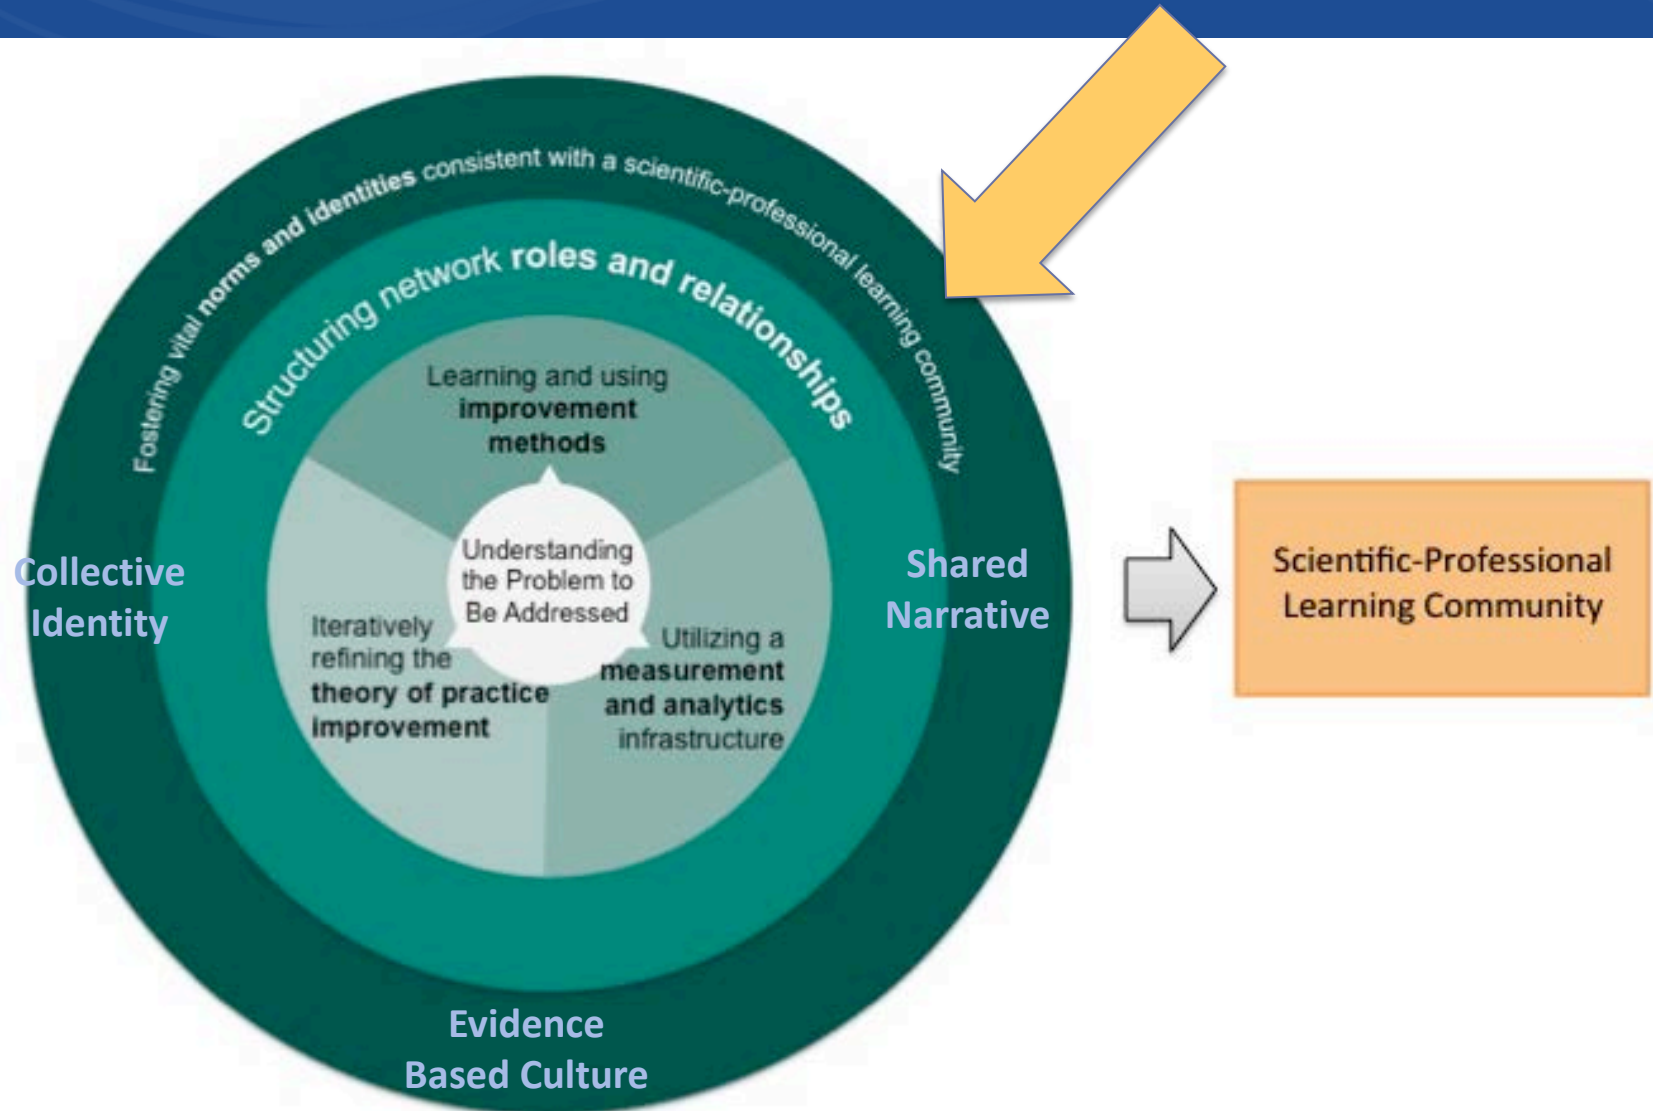 Fostering vital norms and identities consistent with a scientific-professional learning community
Structuring network roles and relationships
Learning and using
improvement
methods
Understanding
the Problem to
Be Addressed
Iteratively
refining the
theory of practice
improvement
Utilizing a
measurement
and analytics
infrastructure
Collective
Identity
Shared
Narrative
Evidence
Based Culture
Scientific-Professional
Learning Community